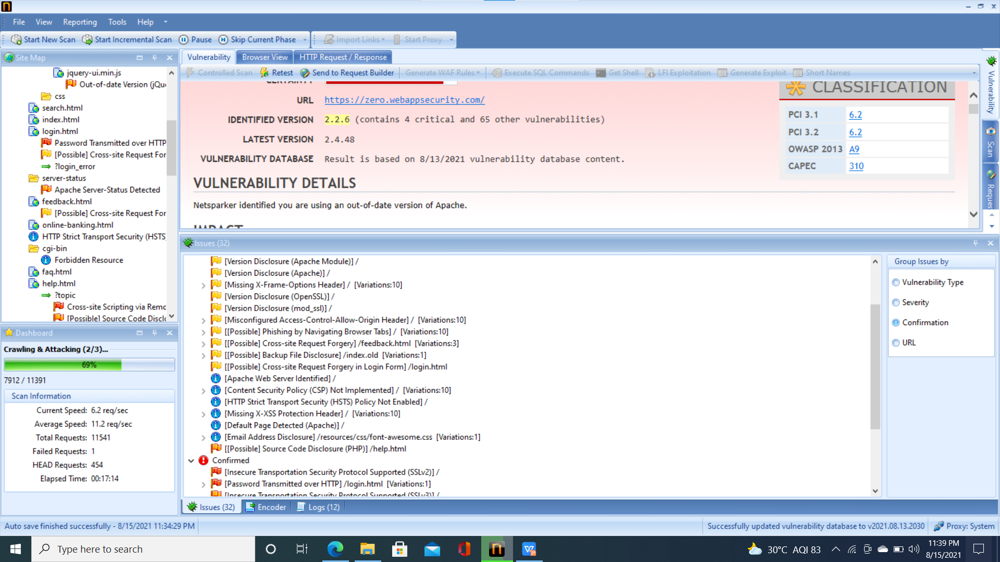 File View Reporting Tools Help
Start New Scan Start Incremental Scan Pause Skip Current Phase Import Links Start Proxy
Site Map
jquery-ui.min.js
Out-of-date Version (jQu
css
search.html
index.html
login.html
Password Transmitted over HTTP
[Possible] Cross-site Request For
?login_error
server-status
Apache Server-Status Detected
feedback.html
[Possible] Cross-site Request For
online-banking.html
HTTP Strict Transport Security (HSTS)
cgi-bin
Forbidden Resource
faq.html
help.html
?topic
Cross-site Scripting via Remo
[Possible] Source Code Disclo
Dashboard
Crawling & Attacking (2/3)...
69%
7912 / 11391
Scan Information
Current Speed: 6.2 req/sec
Average Speed: 11.2 req/sec
Total Requests: 11541
Failed Requests: 1
HEAD Requests: 454
Elapsed Time: 00:17:14
Vulnerability Browser View HTTP Request / Response
Controlled Scan Retest Send to Request Builder Generate WAF Rules Execute SQL Commands Get Shell LFI Exploitation Generate Exploit Short Names
CERTAINTY
URL https://zero.webappsecurity.com/
IDENTIFIED VERSION 2.2.6 (contains 4 critical and 65 other vulnerabilities)
LATEST VERSION 2.4.48
VULNERABILITY DATABASE Result is based on 8/13/2021 vulnerability database content.
VULNERABILITY DETAILS
Netsparker identified you are using an out-of-date version of Apache.
IMPACT
CLASSIFICATION
PCI 3.1 6.2
PCI 3.2 6.2
OWASP 2013 A9
CAPEC 310
Vulnerability
Scan
Reques
Issues (32)
[Version Disclosure (Apache Module)] /
[Version Disclosure (Apache)] /
[Missing X-Frame-Options Header] / [Variations:10]
[Version Disclosure (OpenSSL)] /
[Version Disclosure (mod_ssl)] /
[Misconfigured Access-Control-Allow-Origin Header] / [Variations:10]
[[Possible] Phishing by Navigating Browser Tabs] / [Variations:10]
[[Possible] Cross-site Request Forgery] /feedback.html [Variations:3]
[[Possible] Backup File Disclosure] /index.old [Variations:1]
[[Possible] Cross-site Request Forgery in Login Form] /login.html
[Apache Web Server Identified] /
[Content Security Policy (CSP) Not Implemented] / [Variations:10]
[HTTP Strict Transport Security (HSTS) Policy Not Enabled] /
[Missing X-XSS Protection Header] / [Variations:10]
[Default Page Detected (Apache)] /
[Email Address Disclosure] /resources/css/font-awesome.css [Variations:1]
[[Possible] Source Code Disclosure (PHP)] /help.html
Confirmed
[Insecure Transportation Security Protocol Supported (SSLv2)] /
[Password Transmitted over HTTP] /login.html [Variations:1]
[Insecure Transportation Security Protocol Supported (SSLv3)] /
Group Issues by
Vulnerability Type
Severity
Confirmation
URL
Issues (32) Encoder Logs (12)
Auto save finished successfully - 8/15/2021 11:34:29 PM
Successfully updated vulnerability database to v2021.08.13.2030 Proxy: System
Type here to search
30°C AQI 83
11:39 PM
8/15/2021